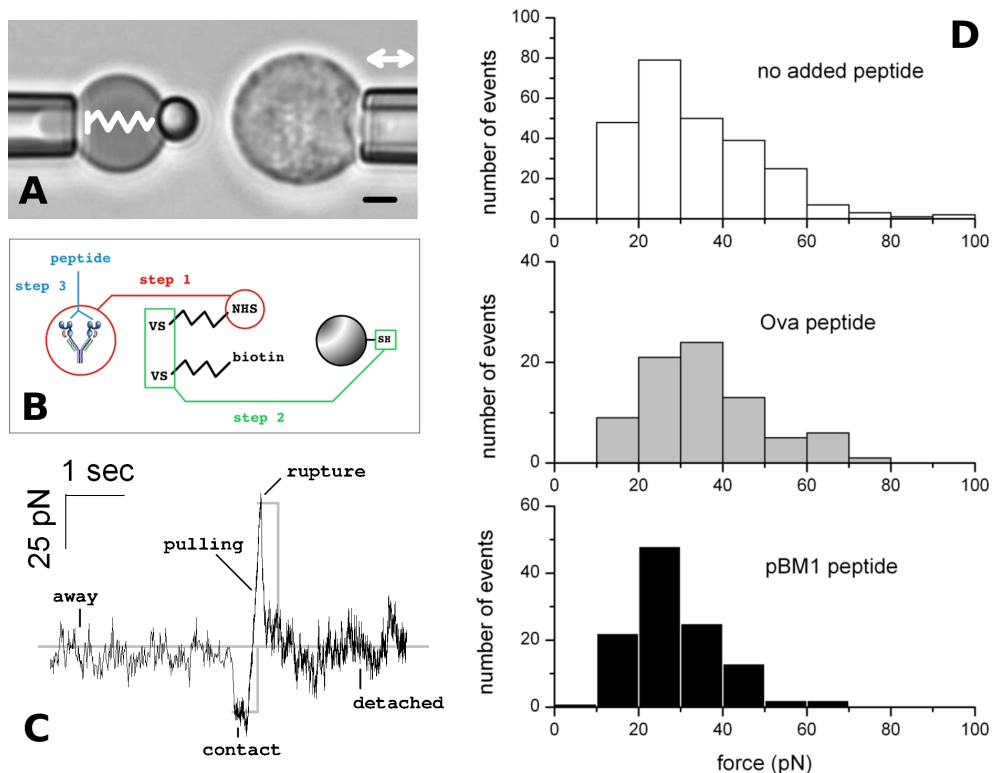 A
peptide
step 3
step 1
NHS
VS
biotin
VS
SH
step 2
B
1 sec
25 pN
rupture
pulling
away
contact
detached
C
D
no added peptide
number of events
100
80
60
40
20
0
0 20 40 60 80 100
Ova peptide
number of events
40
20
0
0 20 40 60 80 100
pBM1 peptide
number of events
60
40
20
0
0 20 40 60 80 100
force (pN)